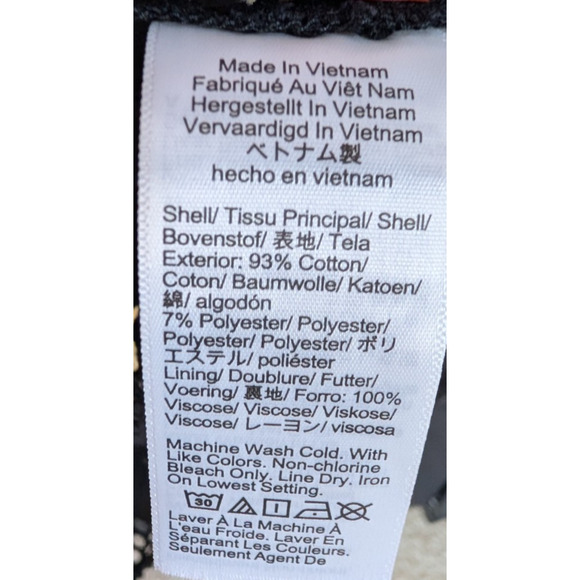 Made In Vietnam
Fabriqué Au Viêt Nam
Hergestellt In Vietnam
Vervaardigd In Vietnam
ベトナム製
hecho en vietnam
Shell/ Tissu Principal/ Shell/
Bovenstof/ 表地/ Tela
Exterior: 93% Cotton/
Coton/ Baumwolle/ Katoen/
綿/ algodón
7% Polyester/ Polyester/
Polyester/ Polyester/ ポリ
エステル/ poliéster
Lining/ Doublure/ Futter/
Voering/ 裏地/ Forro: 100%
Viscose/ Viscose/ Viskose/
Viscose/ レーヨン/ viscosa
Machine Wash Cold. With
Like Colors. Non-chlorine
Bleach Only. Line Dry. Iron
On Lowest Setting.
30
Laver À La Machine À
L'eau Froide. Laver En
Séparant Les Couleurs.
Seulement Agent De